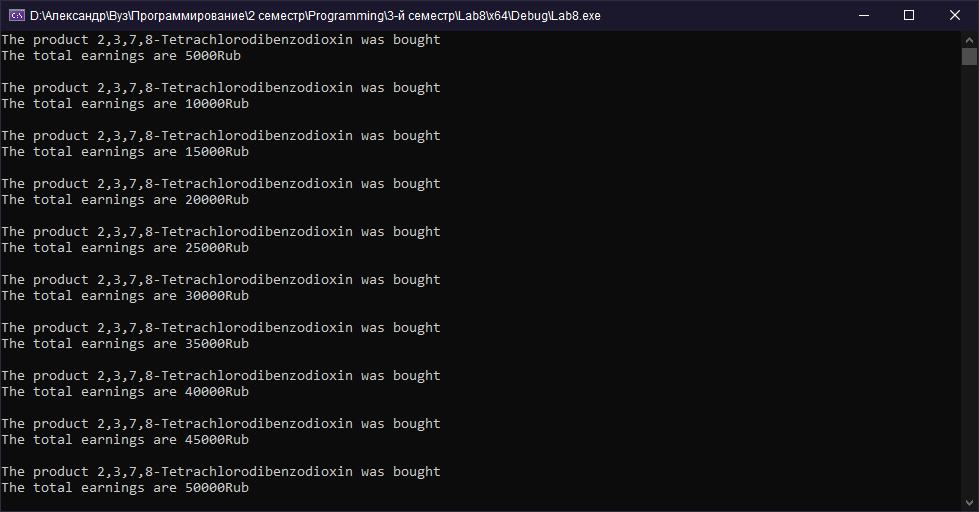 D:\Александр\Вуз\Программирование\2 семестр\Programming\3-й семестр\Lab8\x64\Debug\Lab8.exe
The product 2,3,7,8-Tetrachlorodibenzodioxin was bought
The total earnings are 5000Rub
The product 2,3,7,8-Tetrachlorodibenzodioxin was bought
The total earnings are 10000Rub
The product 2,3,7,8-Tetrachlorodibenzodioxin was bought
The total earnings are 15000Rub
The product 2,3,7,8-Tetrachlorodibenzodioxin was bought
The total earnings are 20000Rub
The product 2,3,7,8-Tetrachlorodibenzodioxin was bought
The total earnings are 25000Rub
The product 2,3,7,8-Tetrachlorodibenzodioxin was bought
The total earnings are 30000Rub
The product 2,3,7,8-Tetrachlorodibenzodioxin was bought
The total earnings are 35000Rub
The product 2,3,7,8-Tetrachlorodibenzodioxin was bought
The total earnings are 40000Rub
The product 2,3,7,8-Tetrachlorodibenzodioxin was bought
The total earnings are 45000Rub
The product 2,3,7,8-Tetrachlorodibenzodioxin was bought
The total earnings are 50000Rub